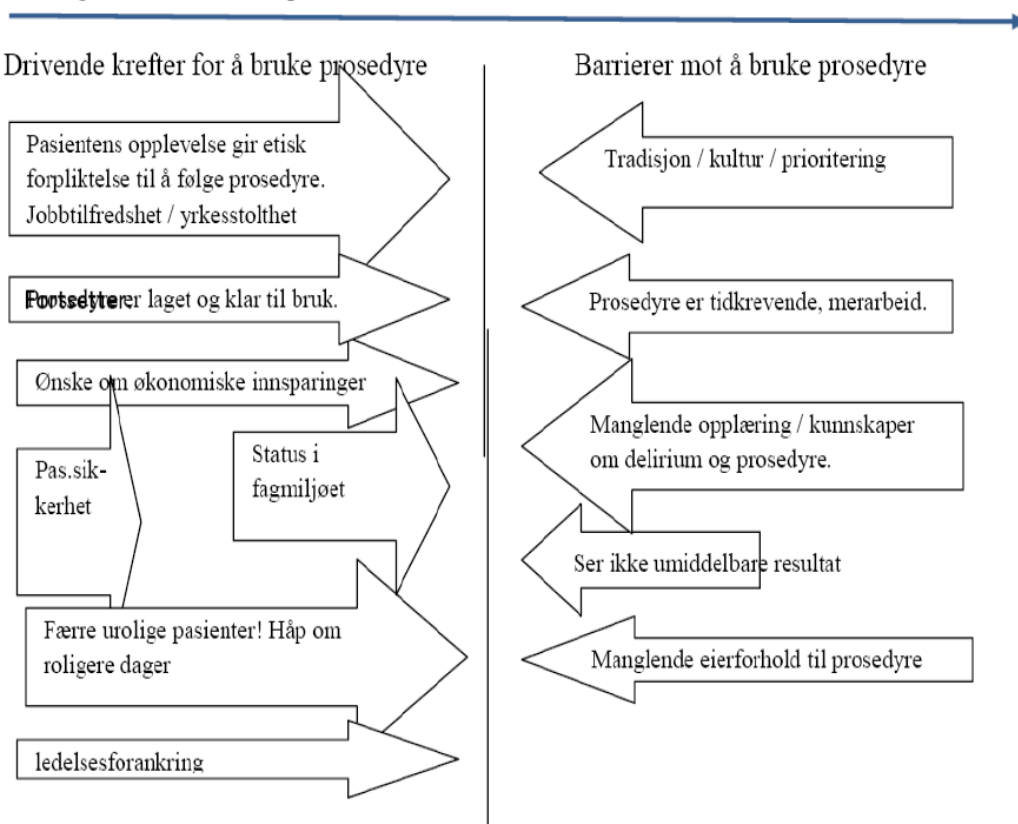 Drivende krefter for å bruke prosedyre
Pasientens opplevelse gir etisk
forpliktelse til å følge prosedyre.
Jobbtilfredshet / yrkesstolthet
Fortsetter:
Prosedyre er laget og klar til bruk.
Ønske om økonomiske innsparinger
Pas.sik-
kerhet
Status i
fagmiljøet
Færre urolige pasienter! Håp om
roligere dager
ledelsesforankring
Barrierer mot å bruke prosedyre
Tradisjon / kultur / prioritering
Prosedyre er tidkrevende, merarbeid.
Manglende opplæring / kunnskaper
om delirium og prosedyre.
Ser ikke umiddelbare resultat
Manglende eierforhold til prosedyre